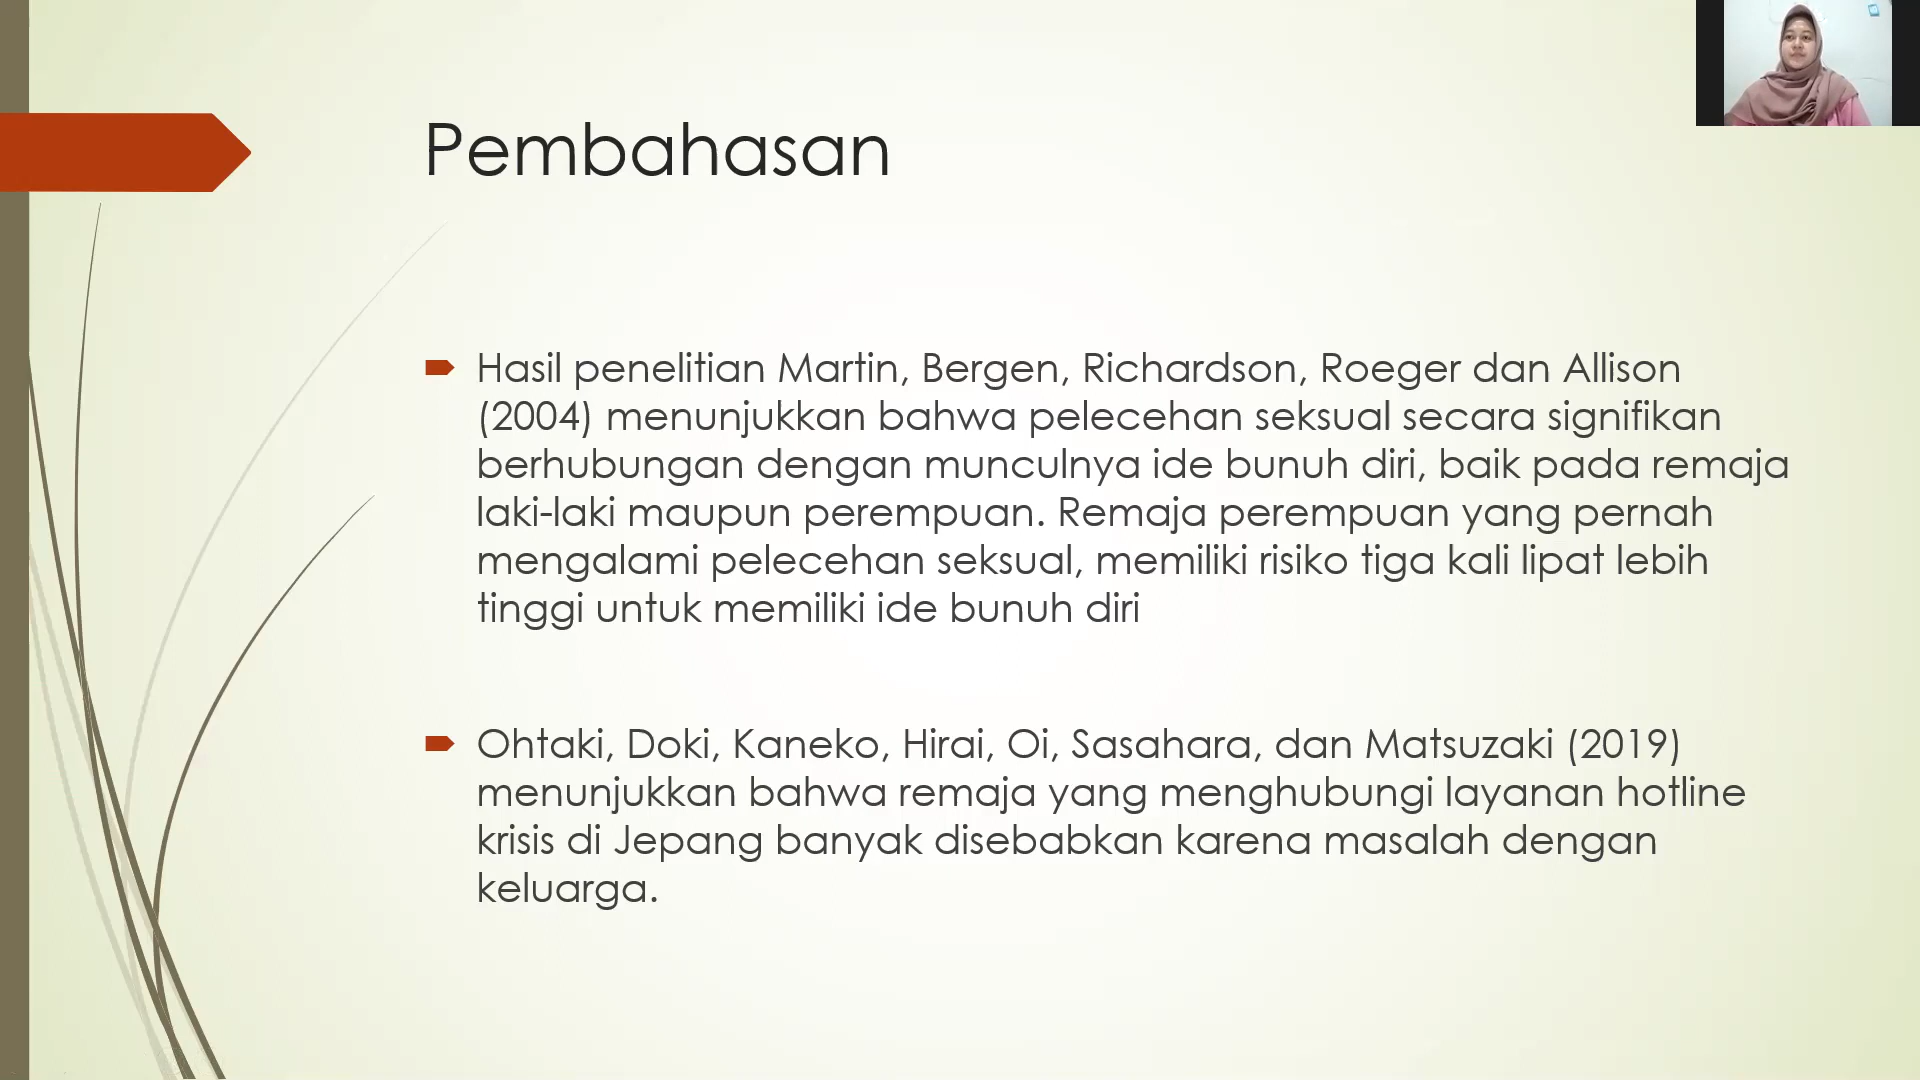 Pembahasan
Hasil penelitian Martin, Bergen, Richardson, Roeger dan Allison
(2004) menunjukkan bahwa pelecehan seksual secara signifikan
berhubungan dengan munculnya ide bunuh diri, baik pada remaja
laki-laki maupun perempuan. Remaja perempuan yang pernah
mengalami pelecehan seksual, memiliki risiko tiga kali lipat lebih
tinggi untuk memiliki ide bunuh diri
Ohtaki, Doki, Kaneko, Hirai, Oi, Sasahara, dan Matsuzaki (2019)
menunjukkan bahwa remaja yang menghubungi layanan hotline
krisis di Jepang banyak disebabkan karena masalah dengan
keluarga.